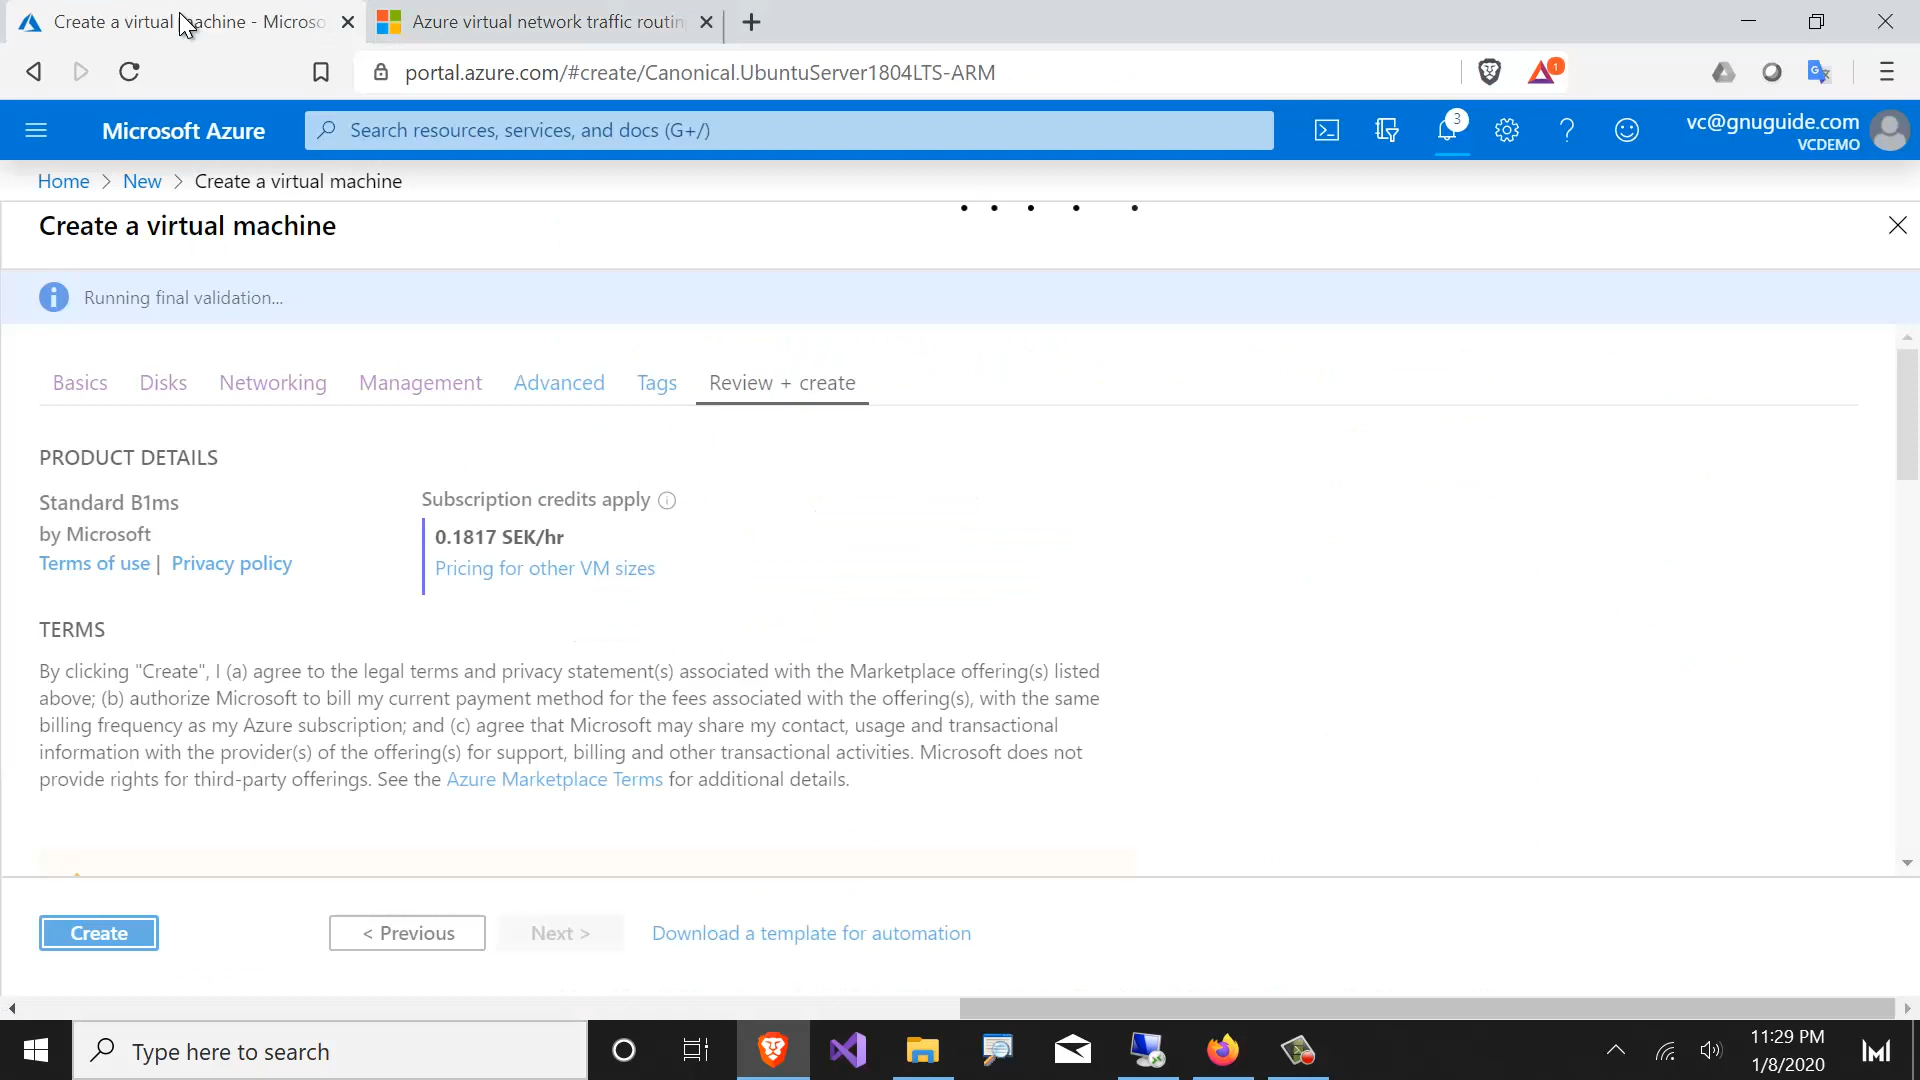 Create a virtual machine - Microso
Azure virtual network traffic routin
portal.azure.com/#create/Canonical.UbuntuServer1804LTS-ARM
1
Microsoft Azure
Search resources, services, and docs (G+/)
3
vc@gnuguide.com
VCDEMO
Home > New > Create a virtual machine
Create a virtual machine
Running final validation...
Basics Disks Networking Management Advanced Tags Review + create
PRODUCT DETAILS
Standard B1ms
by Microsoft
Terms of use | Privacy policy
Subscription credits apply
0.1817 SEK/hr
Pricing for other VM sizes
TERMS
By clicking "Create", I (a) agree to the legal terms and privacy statement(s) associated with the Marketplace offering(s) listed
above; (b) authorize Microsoft to bill my current payment method for the fees associated with the offering(s), with the same
billing frequency as my Azure subscription; and (c) agree that Microsoft may share my contact, usage and transactional
information with the provider(s) of the offering(s) for support, billing and other transactional activities. Microsoft does not
provide rights for third-party offerings. See the Azure Marketplace Terms for additional details.
Create
< Previous
Next >
Download a template for automation
Type here to search
11:29 PM
1/8/2020